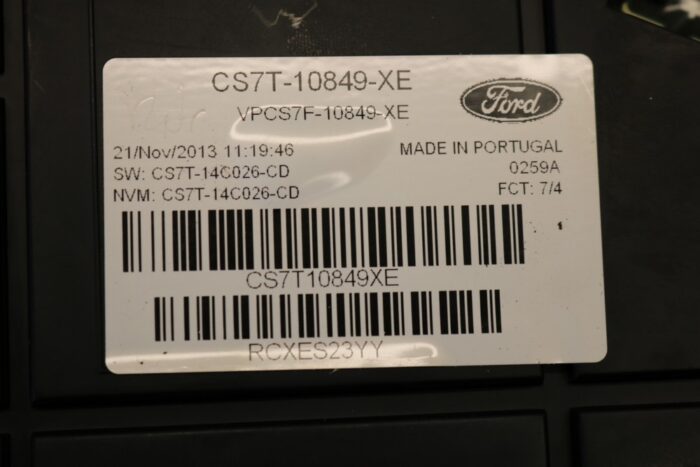 CS7T-10849-XE
Ford
VPCS7F-10849-XE
21/Nov/2013 11:19:46
MADE IN PORTUGAL
SW: CS7T-14C026-CD
0259A
NVM: CS7T-14C026-CD
FCT: 7/4
CS7T10849XE
RCXES23YY